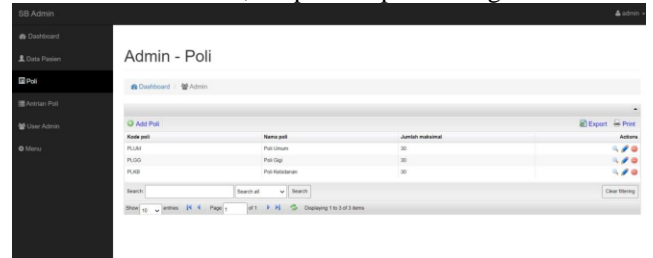 SB Admin
admin
Dashboard
Data Pasien
Admin - Poli
Poli
Dashboard / Admin
Antrian Poli
User Admin
Menu
Add Poli
Export Print
Kode poli Nama poli Jumlah maksimal Actions
PLUM Poli Umum 30
PLGG Poli Gigi 30
PLKB Poli Kebidanan 30
Search: Search all Search Clear filtering
Show 10 entries Page 1 of 1 Displaying 1 to 3 of 3 items